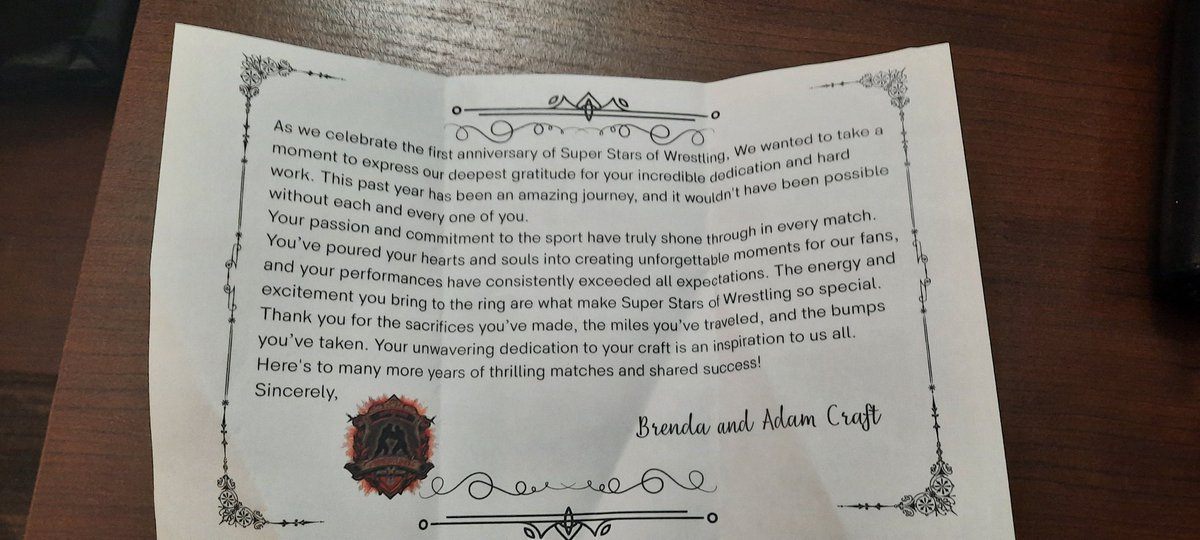 As we celebrate the first anniversary of Super Stars of Wrestling, We wanted to take a
moment to express our deepest gratitude for your incredible dedication and hard
work. This past year has been an amazing journey, and it wouldn't have been possible
without each and every one of you.
Your passion and commitment to the sport have truly shone through in every match.
You've poured your hearts and souls into creating unforgettable moments for our fans,
and your performances have consistently exceeded all expectations. The energy and
excitement you bring to the ring are what make Super Stars of Wrestling so special.
Thank you for the sacrifices you've made, the miles you've traveled, and the bumps
you've taken. Your unwavering dedication to your craft is an inspiration to us all.
Here's to many more years of thrilling matches and shared success!
Sincerely,
Brenda and Adam Craft